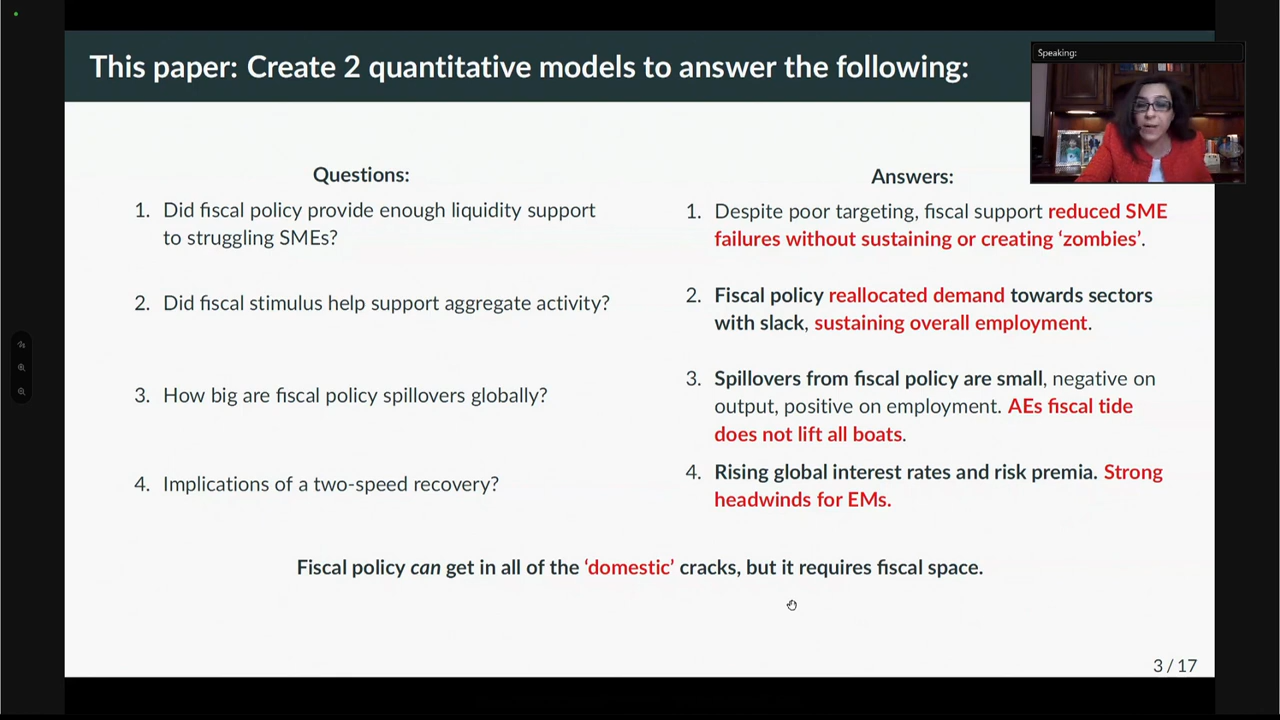 This paper: Create 2 quantitative models to answer the following:
Speaking:
Questions:
1. Did fiscal policy provide enough liquidity support
to struggling SMEs?
2. Did fiscal stimulus help support aggregate activity?
3. How big are fiscal policy spillovers globally?
4. Implications of a two-speed recovery?
Answers:
1. Despite poor targeting, fiscal support reduced SME
failures without sustaining or creating ‘zombies’.
2. Fiscal policy reallocated demand towards sectors
with slack, sustaining overall employment.
3. Spillovers from fiscal policy are small, negative on
output, positive on employment. AEs fiscal tide
does not lift all boats.
4. Rising global interest rates and risk premia. Strong
headwinds for EMs.
Fiscal policy can get in all of the ‘domestic’ cracks, but it requires fiscal space.
3 / 17